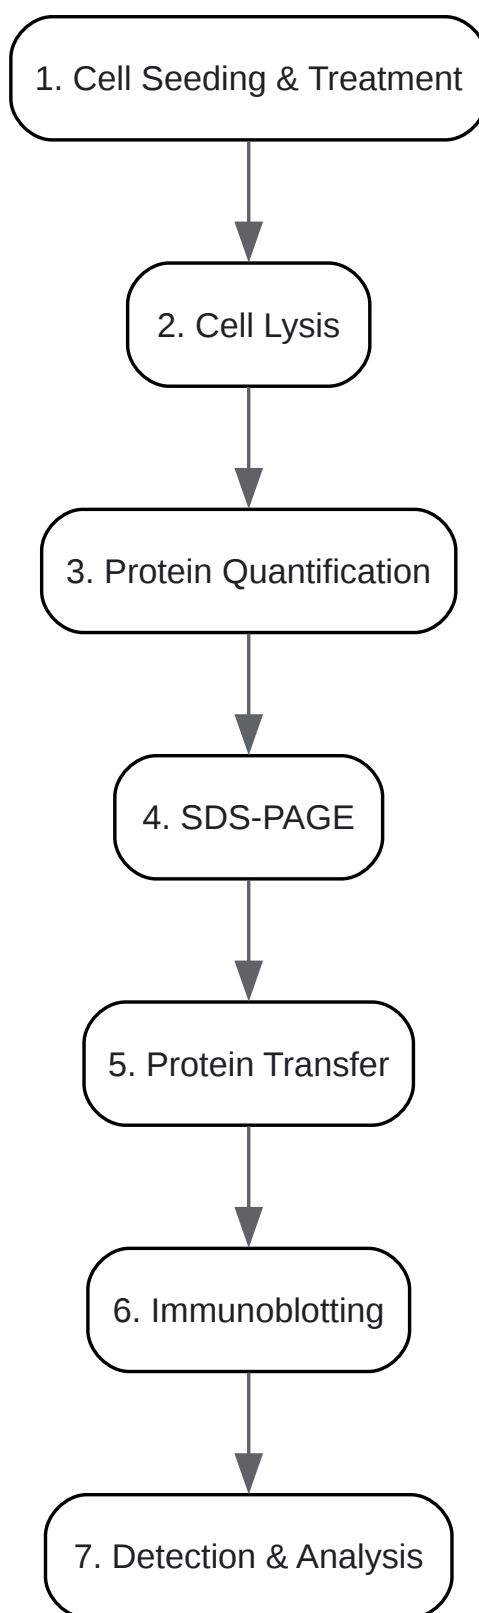 1. Cell Seeding & Treatment
2. Cell Lysis
3. Protein Quantification
4. SDS-PAGE
5. Protein Transfer
6. Immunoblotting
7. Detection & Analysis